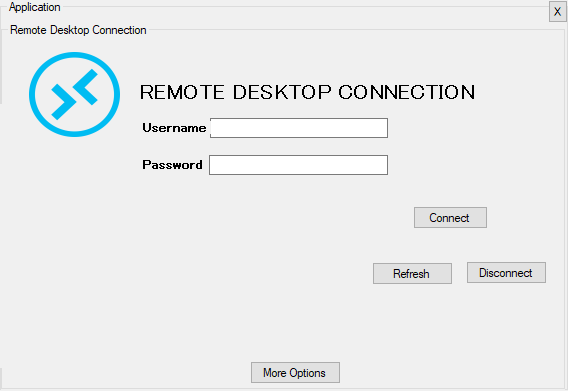 Application
X
Remote Desktop Connection
REMOTE DESKTOP CONNECTION
Username
Password
Connect
Refresh
Disconnect
More Options